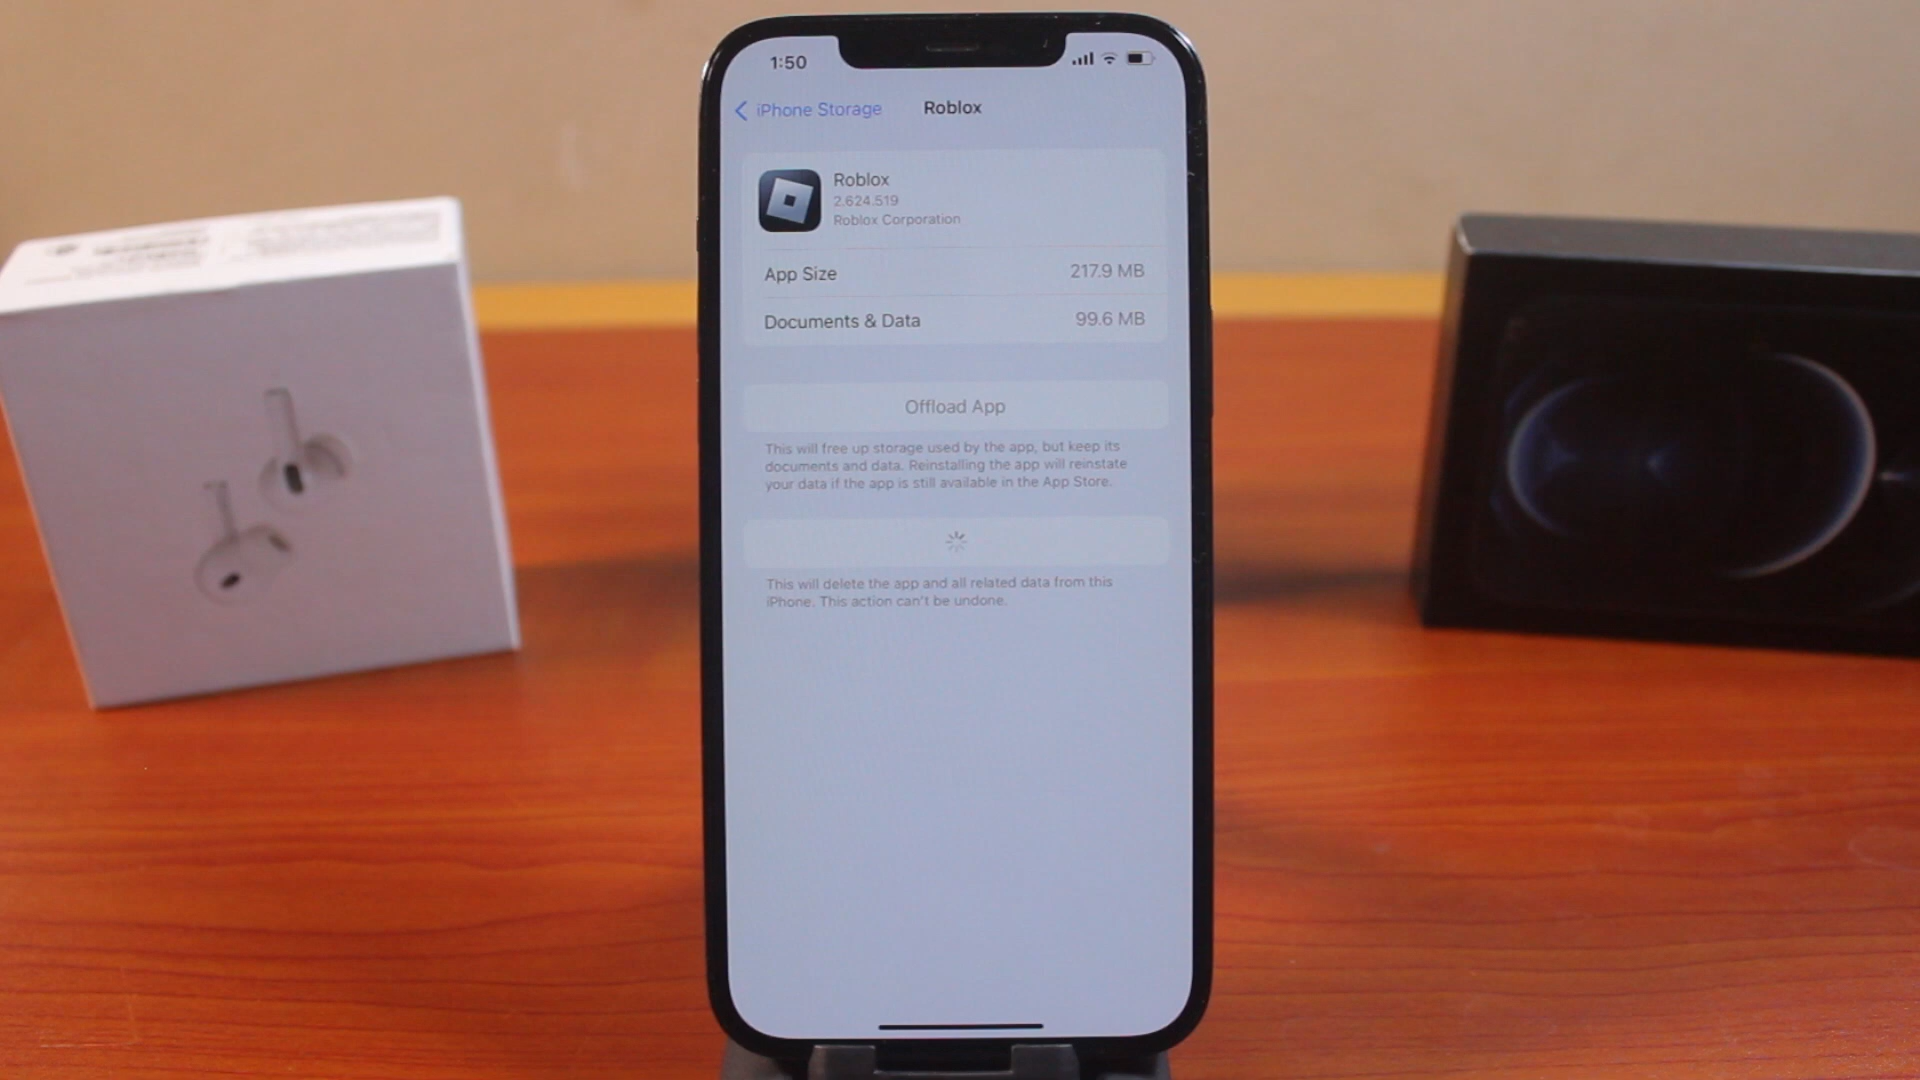 1:50
iPhone Storage
Roblox
Roblox
2.624.519
Roblox Corporation
App Size
217.9 MB
Documents & Data
99.6 MB
Offload App
This will free up storage used by the app, but keep its
documents and data. Reinstalling the app will reinstate
your data if the app is still available in the App Store.
This will delete the app and all related data from this
iPhone. This action can't be undone.